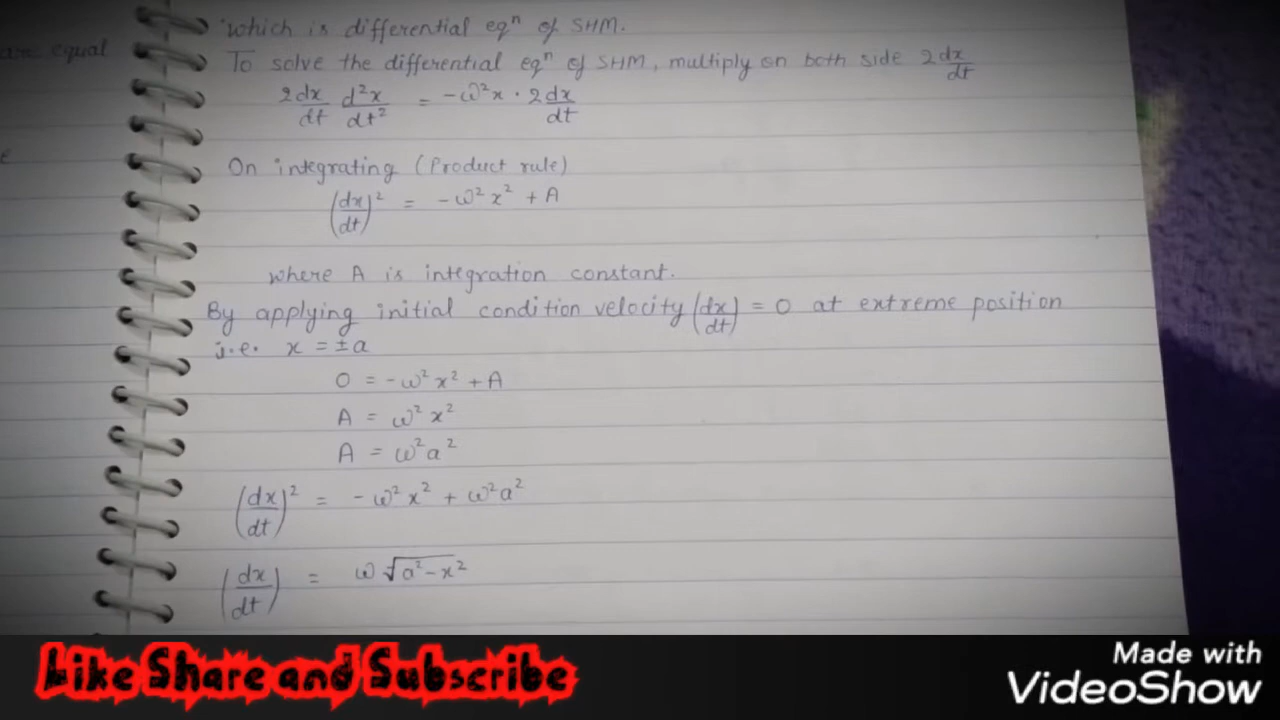 which is differential eqn of SHM.
are equal
To solve the differential eqn of SHM, multiply on both side 2dx/dt
2dx/dt d²x/dt² = -ω²x · 2dx/dt
On integrating (Product rule)
(dx/dt)² = -ω²x² + A
where A is integration constant.
By applying initial condition velocity (dx/dt) = 0 at extreme position
i.e. x = ±a
0 = -ω²x² + A
A = ω²x²
A = ω²a²
(dx/dt)² = -ω²x² + ω²a²
(dx/dt) = ω√a²-x²
Like Share and Subscribe
Made with
VideoShow